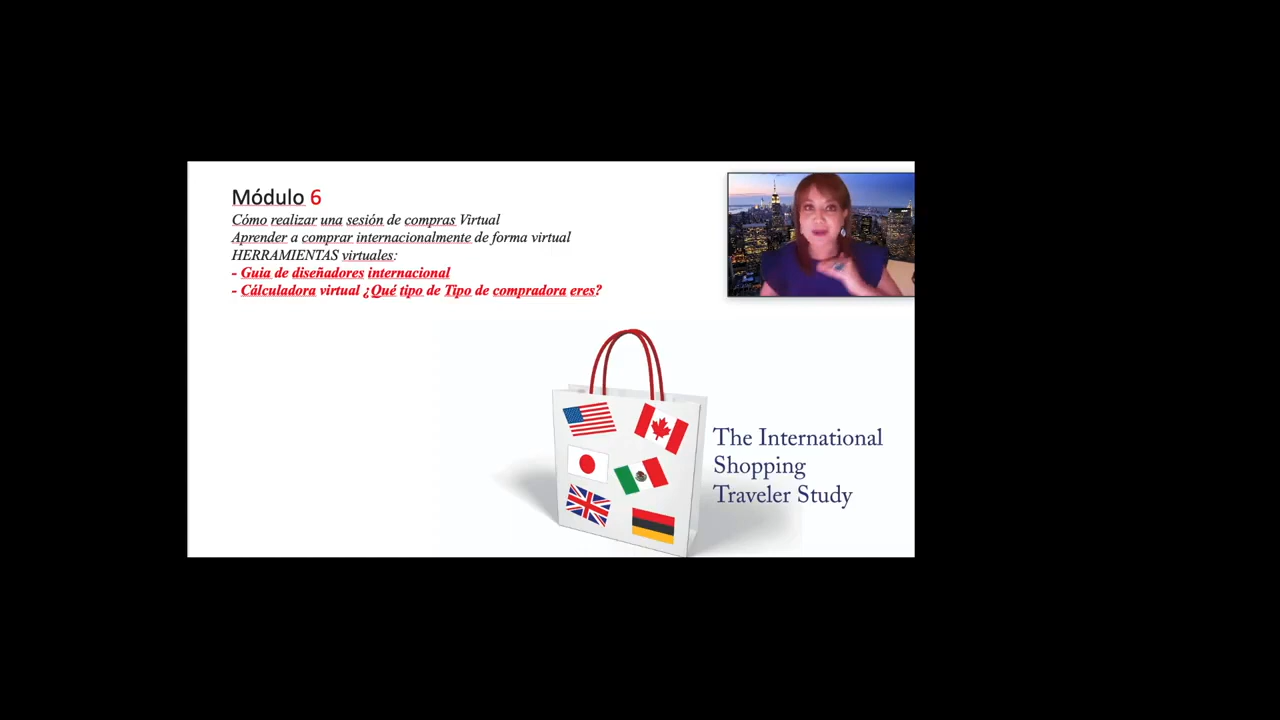 Módulo 6
Cómo realizar una sesión de compras Virtual
Aprender a comprar internacionalmente de forma virtual
HERRAMIENTAS virtuales:
- Guia de diseñadores internacional
- Cálculadora virtual ¿Qué tipo de Tipo de compradora eres?
The International
Shopping
Traveler Study